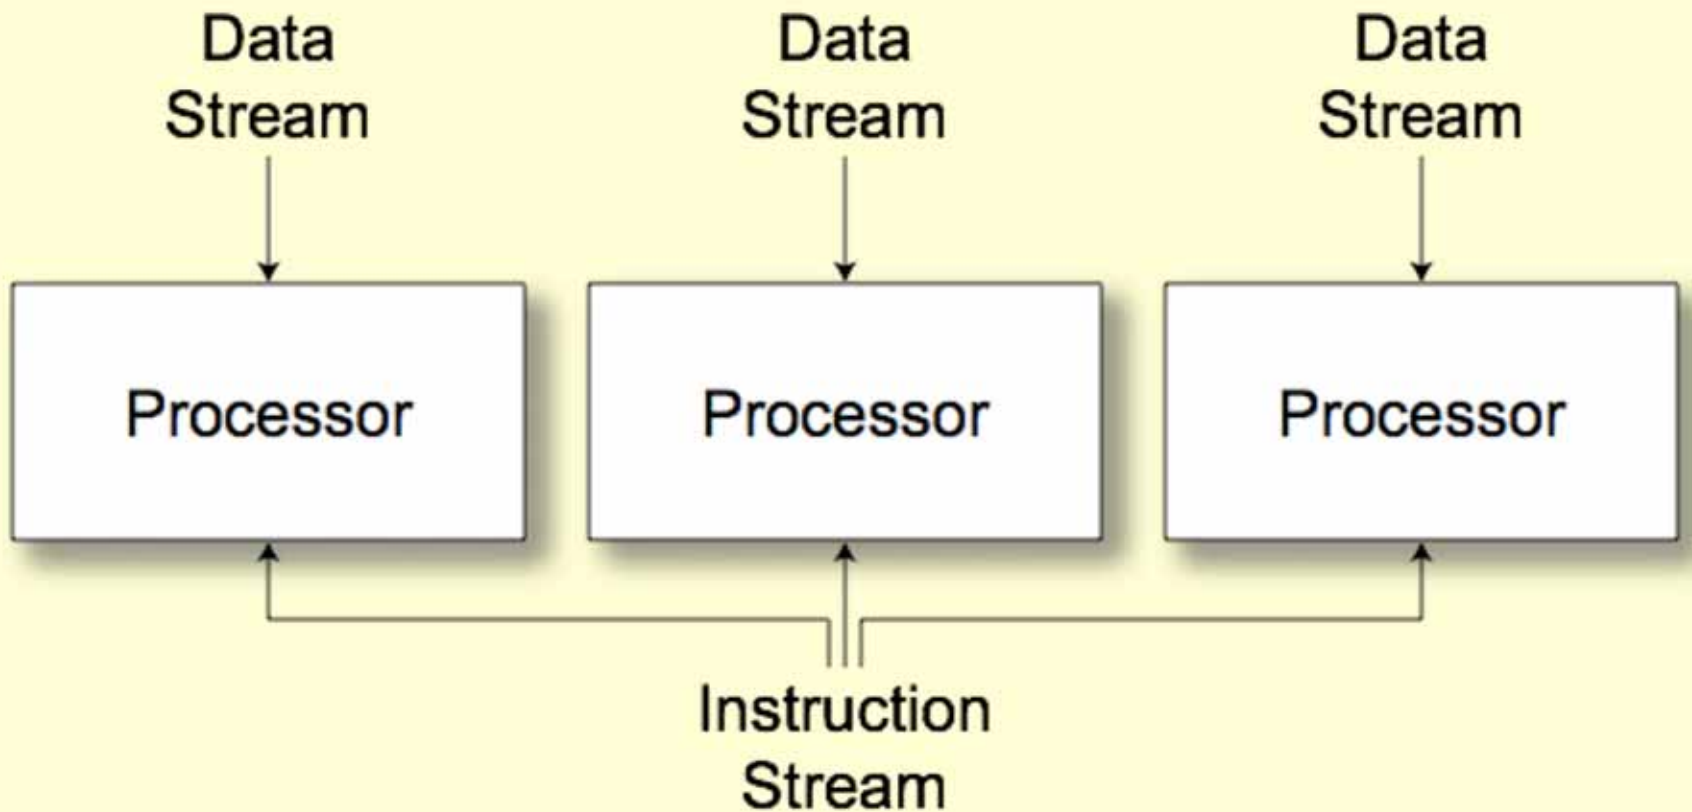 Data
Stream
Data
Stream
Data
Stream
Processor
Processor
Processor
Instruction
Stream